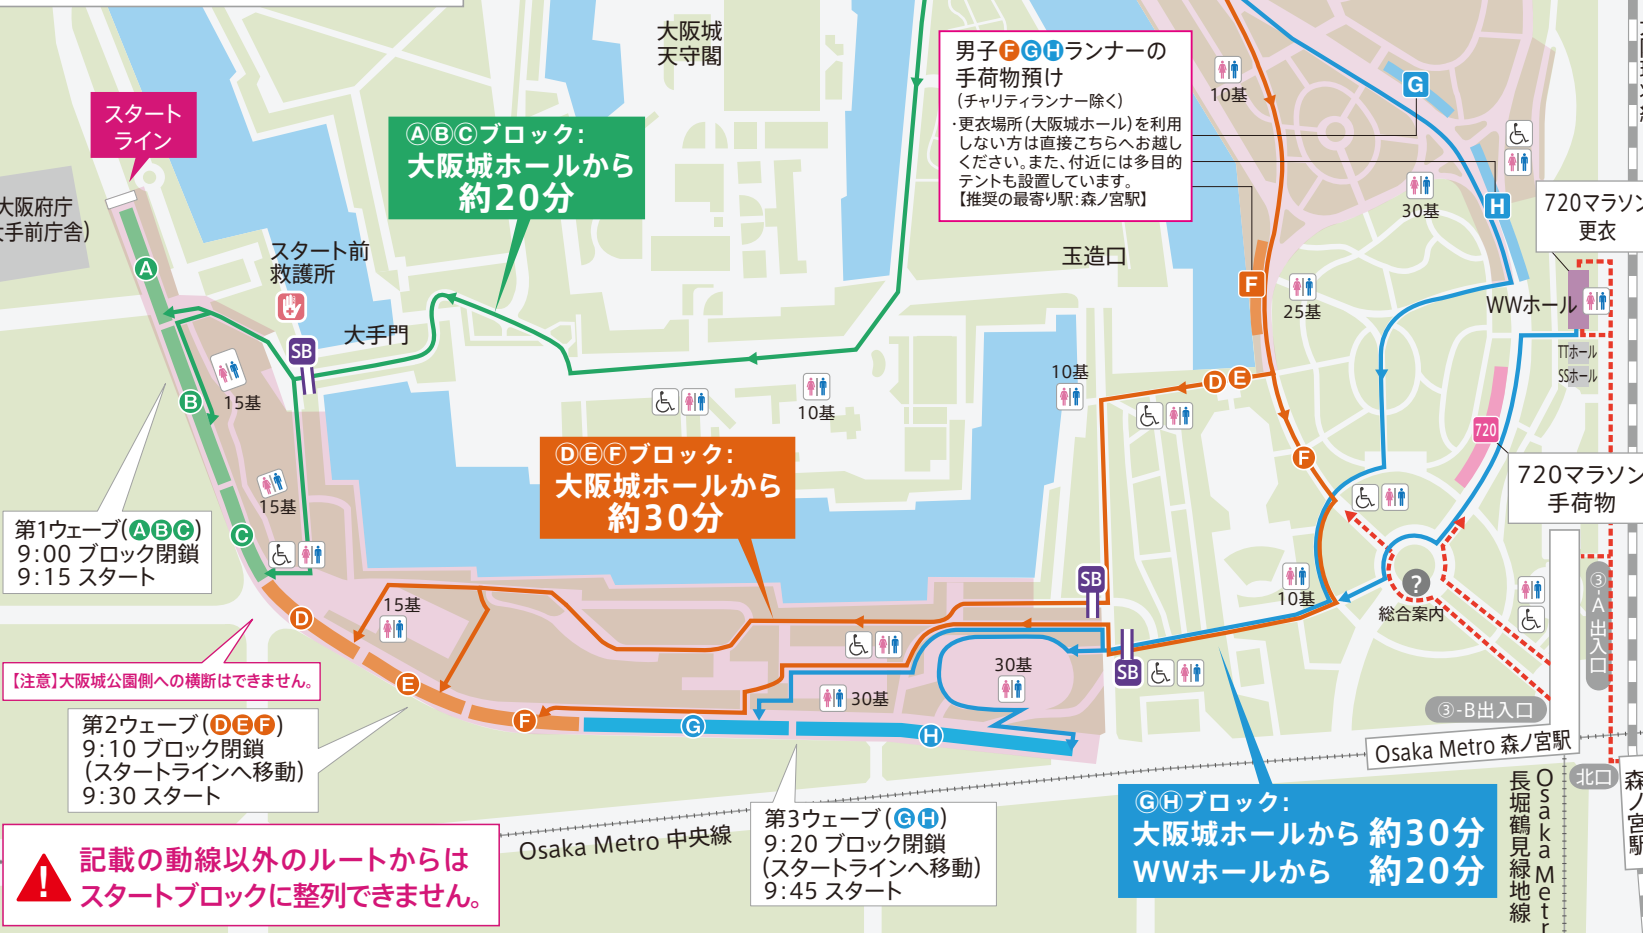 大阪城
天守閣
男子FGHランナーの
手荷物預け
(チャリティランナー除く)
・更衣場所(大阪城ホール)を利用
しない方は直接こちらへお越し
ください。また、付近には多目的
テントも設置しています。
【推奨の最寄り駅:森ノ宮駅】
10基
G
スタート
ライン
ⒶⒷⒸブロック:
大阪城ホールから
約20分
大阪府庁
大手前庁舎)
30基
H
720マラソン
更衣
A
スタート前
救護所
玉造口
F
25基
WWホール
大手門
SB
TTホール
SSホール
15基
B
10基
10基
D E
720
ⒹⒺⒻブロック:
大阪城ホールから
約30分
F
720マラソン
手荷物
15基
第1ウェーブ(ABC)
9:00 ブロック閉鎖
9:15 スタート
C
SB
10基
?
総合案内
③-A 出入口
D
15基
【注意】大阪城公園側への横断はできません。
E
SB
30基
30基
第2ウェーブ(DEF)
9:10 ブロック閉鎖
(スタートラインへ移動)
9:30 スタート
F
G
H
③-B出入口
Osaka Metro 森ノ宮駅
北口
森ノ宮駅
Osaka Metr
長堀鶴見緑地線
第3ウェーブ(GH)
9:20 ブロック閉鎖
(スタートラインへ移動)
9:45 スタート
ⒼⒽブロック:
大阪城ホールから 約30分
WWホールから 約20分
Osaka Metro 中央線
記載の動線以外のルートからは
スタートブロックに整列できません。